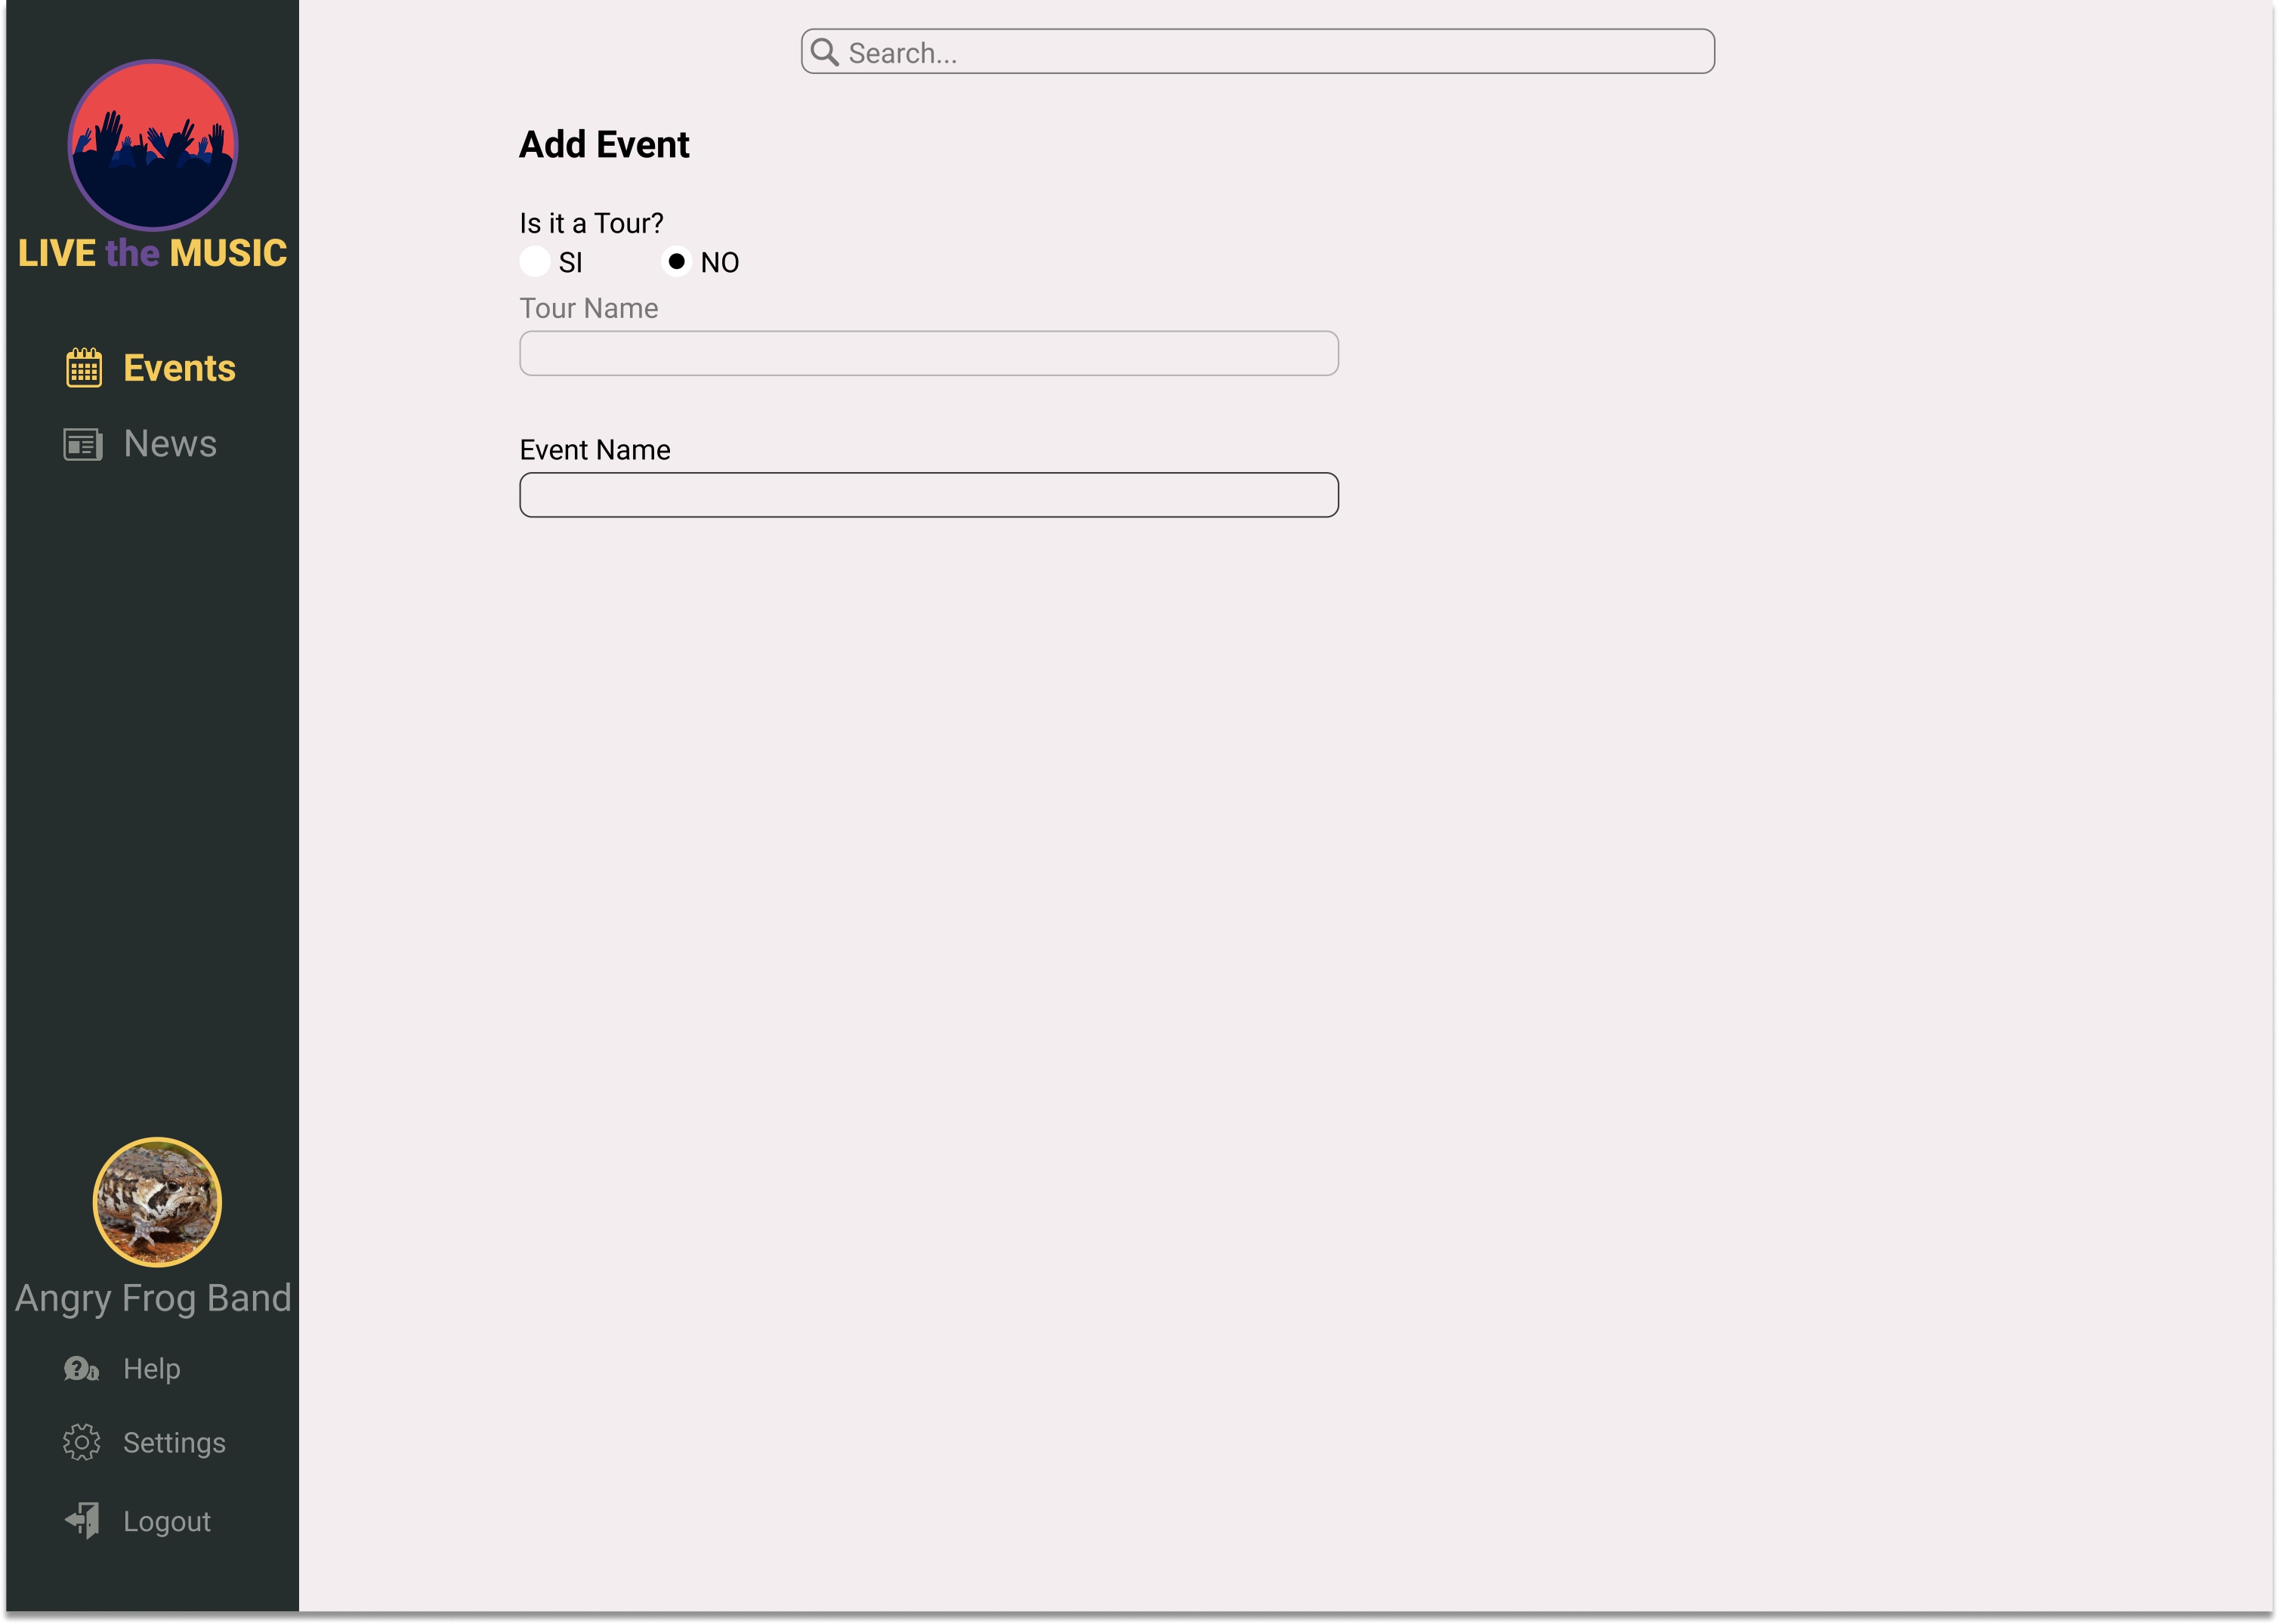 Search...
LIVE the MUSIC
Events
News
Add Event
Is it a Tour?
SI NO
Tour Name
Event Name
Angry Frog Band
Help
Settings
Logout